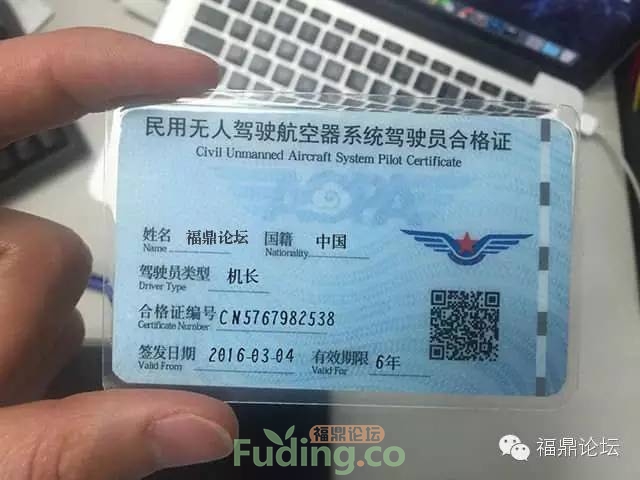 民用无人驾驶航空器系统驾驶员合格证
Civil Unmanned Aircraft System Pilot Certificate
AOPA
姓名 福鼎论坛 国籍 中国
Name Nationality
驾驶员类型 机长
Driver Type
合格证编号 CN5767982538
Certificate Number
签发日期 2016-03-04 有效期限 6年
Valid From Valid For
福鼎论坛
Fuding.co
福鼎论坛